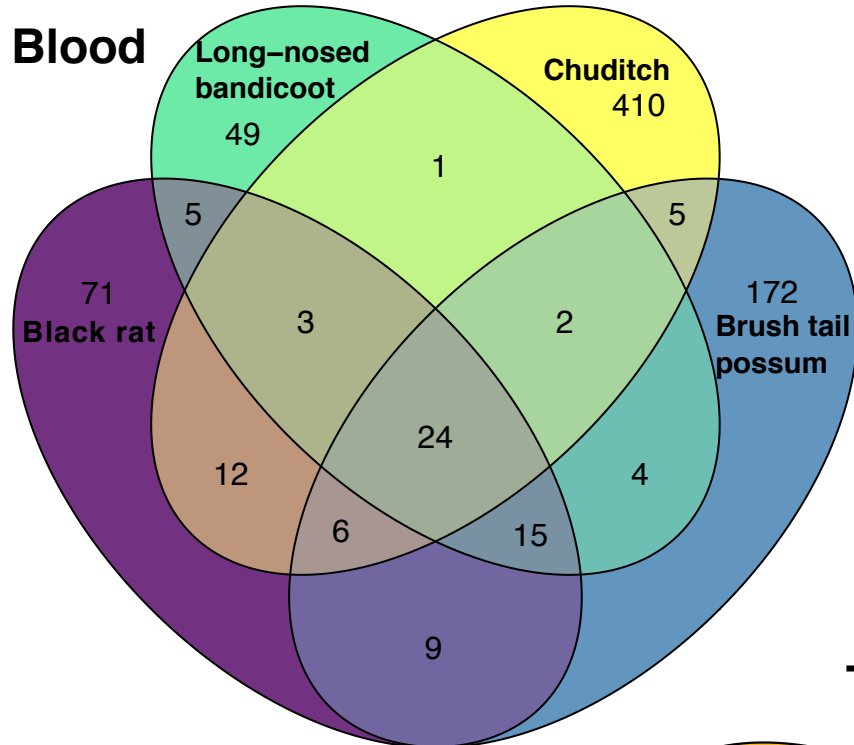 Blood
Long–nosed
bandicoot
49
Chuditch
410
1
5
5
71
Black rat
3
2
172
Brush tail
possum
24
12
4
6
15
9